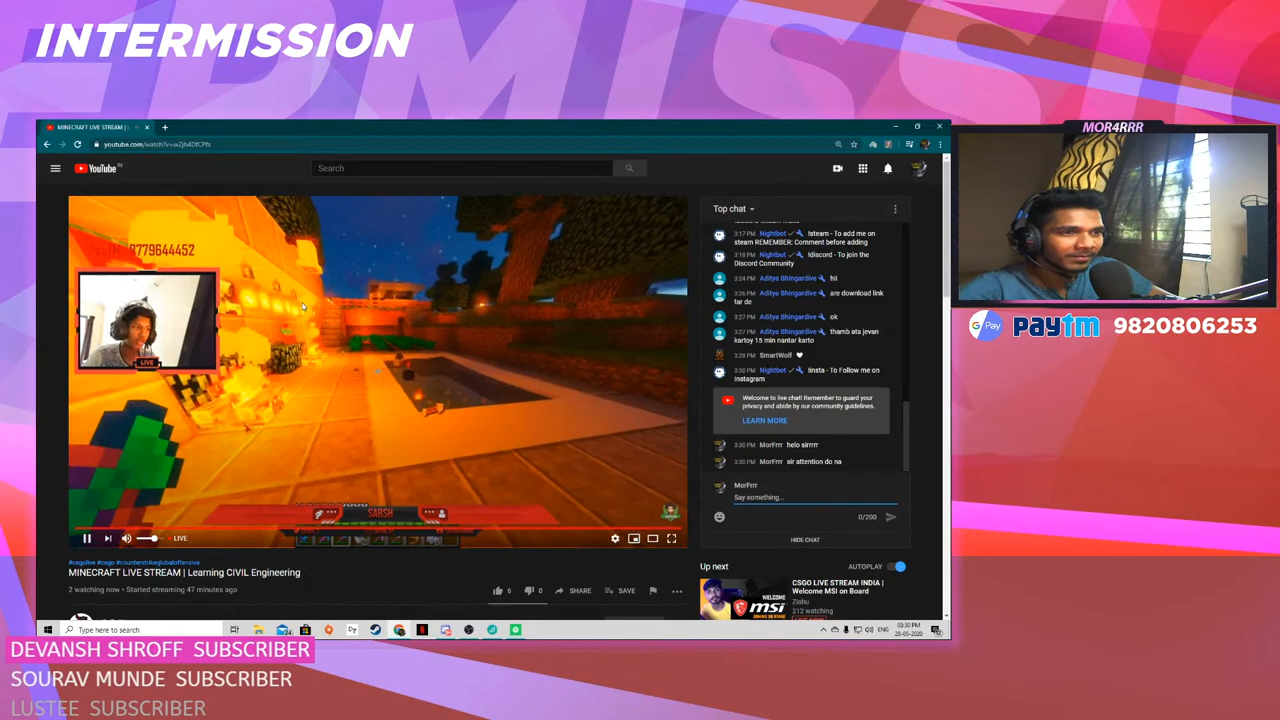 INTERMISSION
MINECRAFT LIVE STREAM |
youtube.com/watch?v=wZjh4DfCPfs
YouTube IN
Search
8779644452
LIVE
SARSH
LIVE
#csgolive #csgo #counterstrikeglobaloffensive
MINECRAFT LIVE STREAM | Learning CIVIL Engineering
2 watching now • Started streaming 47 minutes ago
6
0
SHARE
SAVE
Top chat
3:17 PM Nightbot !steam - To add me on
steam REMEMBER: Comment before adding
3:18 PM Nightbot !discord - To join the
Discord Community
3:24 PM Aditya Bhingardive hii
3:26 PM Aditya Bhingardive are download link
tar de
3:27 PM Aditya Bhingardive ok
3:27 PM Aditya Bhingardive thamb ata jevan
kartoy 15 min nantar karto
3:28 PM SmartWolf
3:30 PM Nightbot !insta - To Follow me on
Instagram
Welcome to live chat! Remember to guard your
privacy and abide by our community guidelines.
LEARN MORE
3:30 PM MorFrrr helo sirrrrr
3:30 PM MorFrrr sir attention do na
MorFrrr
Say something...
0/200
HIDE CHAT
Up next
AUTOPLAY
CSGO LIVE STREAM INDIA |
Welcome MSI on Board
Zishu
212 watching
LIVE NOW
WELCOME
msi
Type here to search
ENG
03:30 PM
28-05-2020
MOR4RRR
G Pay paytm 9820806253
DEVANSH SHROFF SUBSCRIBER
SOURAV MUNDE SUBSCRIBER
LUSTEE SUBSCRIBER